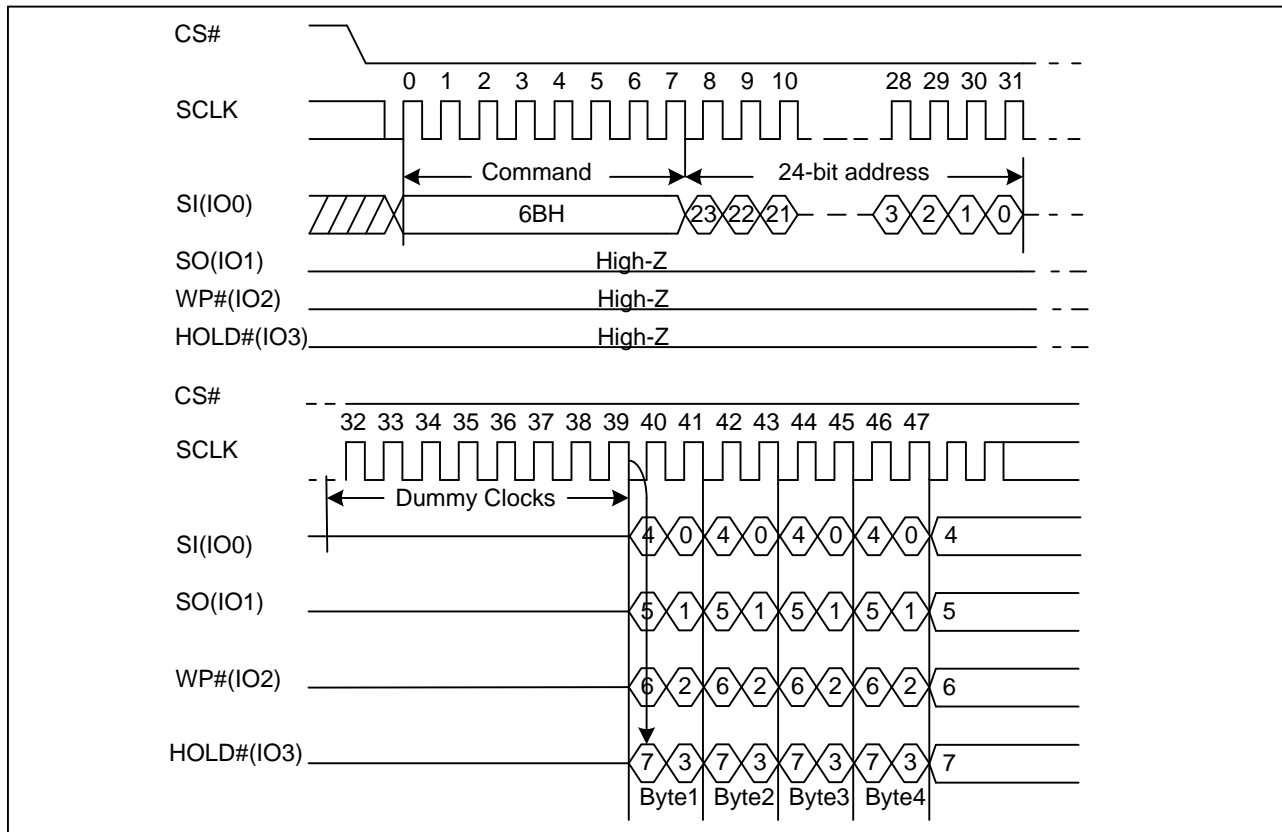 CS#
0 1 2 3 4 5 6 7 8 9 10 28 29 30 31
SCLK
Command 24-bit address
SI(IO0) 6BH 23 22 21 3 2 1 0
SO(IO1) High-Z
WP#(IO2) High-Z
HOLD#(IO3) High-Z
CS#
32 33 34 35 36 37 38 39 40 41 42 43 44 45 46 47
SCLK
Dummy Clocks
SI(IO0) 4 0 4 0 4 0 4 0 4
SO(IO1) 5 1 5 1 5 1 5 1 5
WP#(IO2) 6 2 6 2 6 2 6 2 6
HOLD#(IO3) 7 3 7 3 7 3 7 3 7
Byte1 Byte2 Byte3 Byte4